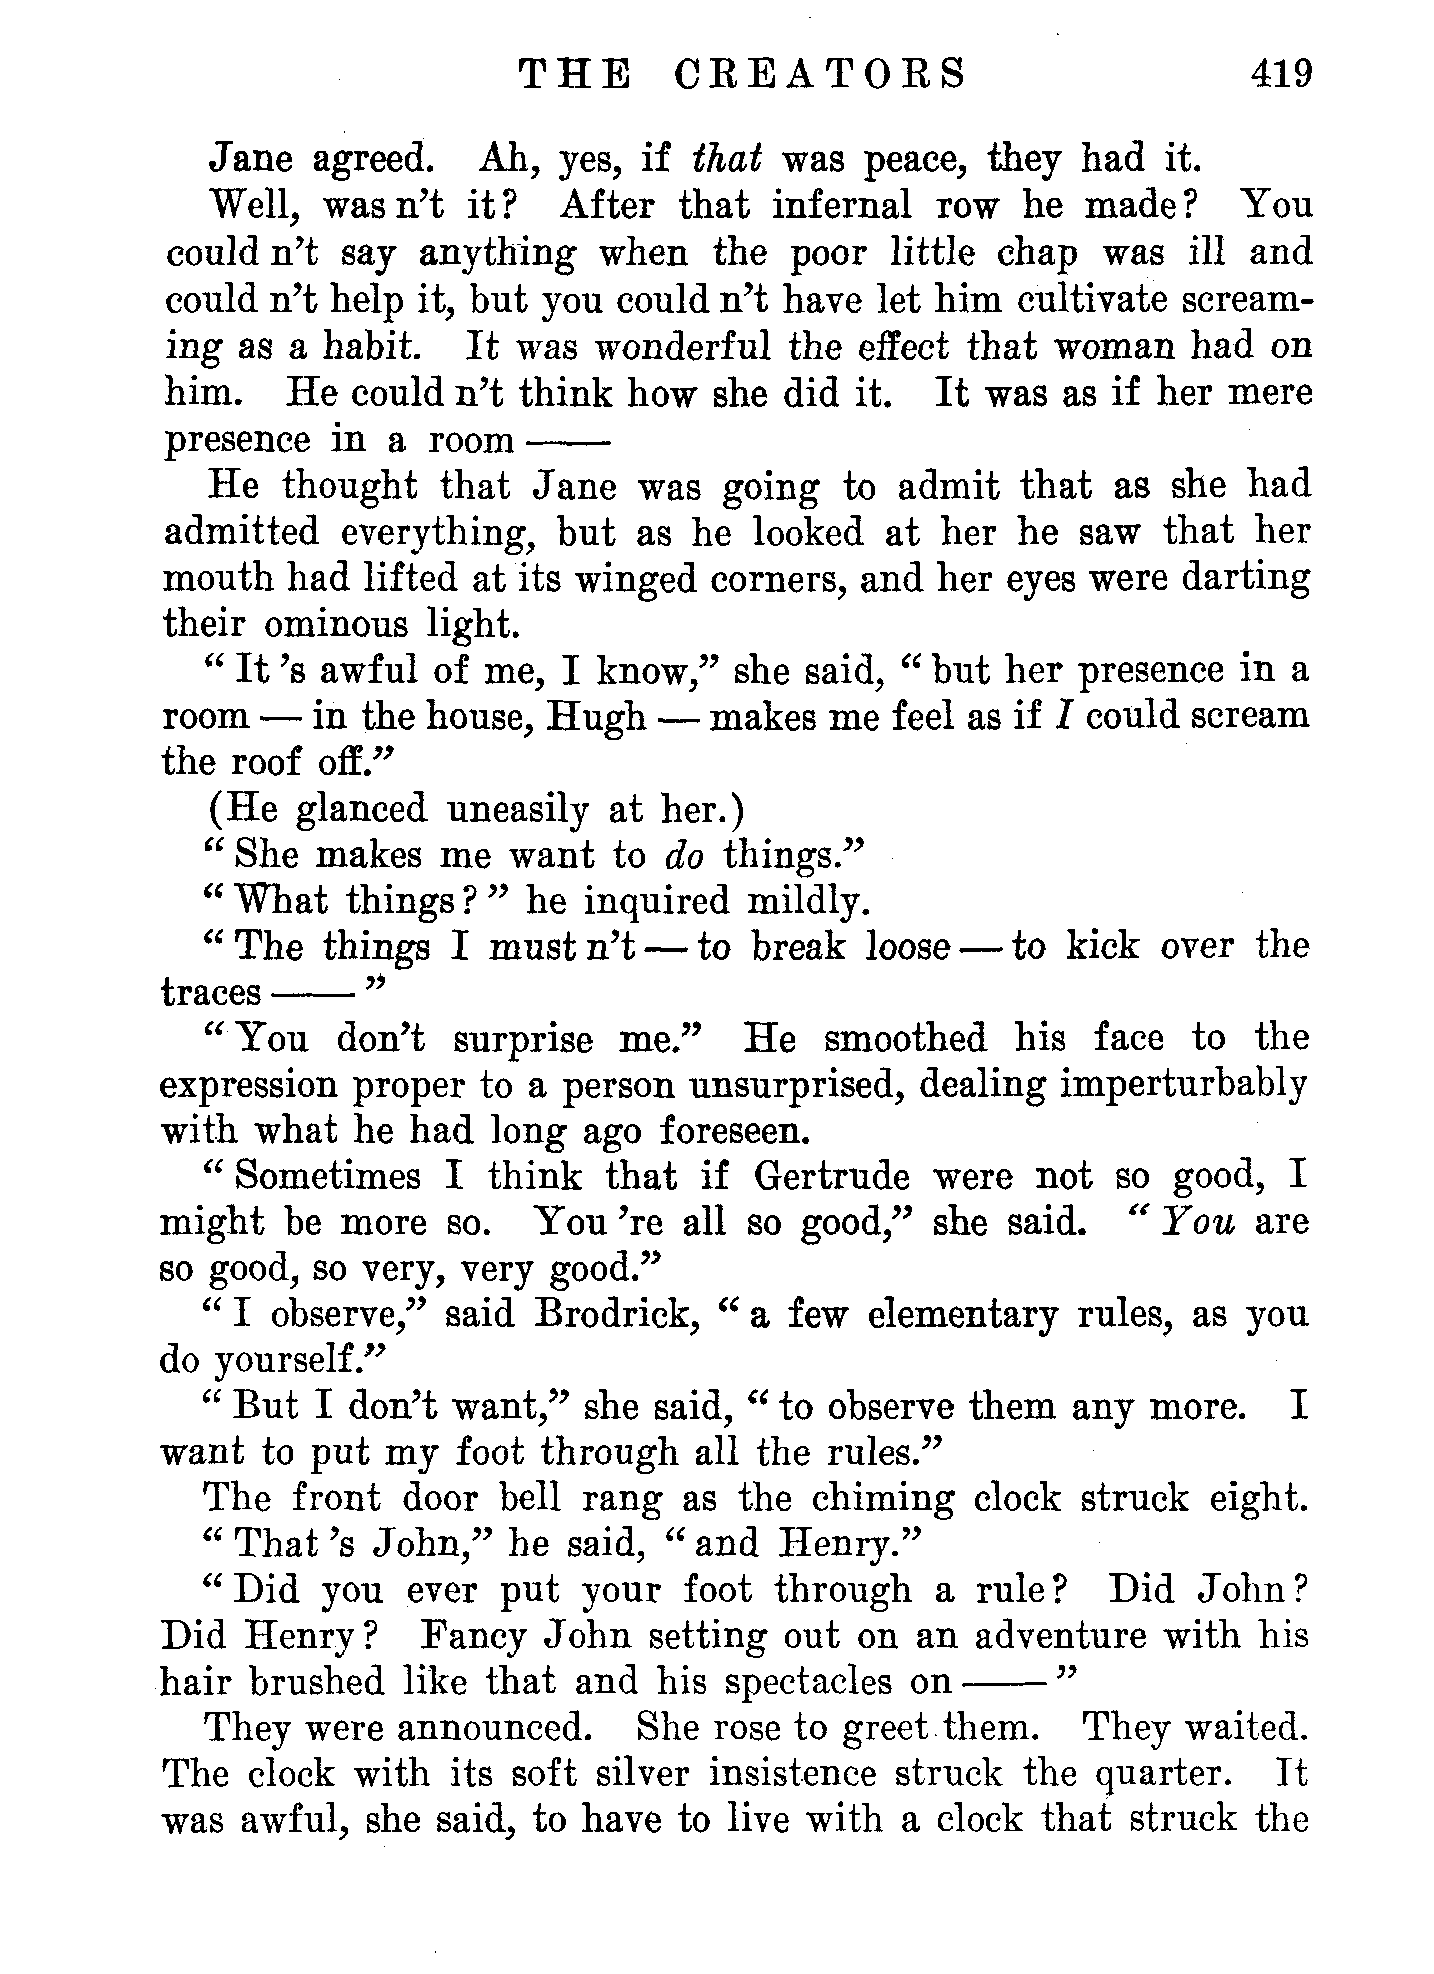 THE CREATORS 419
Jane agreed. Ah, yes, if that was peace, they had it.
Well, was n't it? After that infernal row he made? You
could n't say anything when the poor little chap was ill and
could n't help it, but you could n't have let him cultivate scream-
ing as a habit. It was wonderful the effect that woman had on
him. He could n't think how she did it. It was as if her mere
presence in a room ——
He thought that Jane was going to admit that as she had
admitted everything, but as he looked at her he saw that her
mouth had lifted at its winged corners, and her eyes were darting
their ominous light.
“ It 's awful of me, I know,” she said, “ but her presence in a
room — in the house, Hugh — makes me feel as if I could scream
the roof off.”
(He glanced uneasily at her.)
“ She makes me want to do things.”
“ What things? ” he inquired mildly.
“ The things I must n't — to break loose — to kick over the
traces —— ”
“ You don't surprise me.” He smoothed his face to the
expression proper to a person unsurprised, dealing imperturbably
with what he had long ago foreseen.
“ Sometimes I think that if Gertrude were not so good, I
might be more so. You 're all so good,” she said. “ You are
so good, so very, very good.”
“ I observe,” said Brodrick, “ a few elementary rules, as you
do yourself.”
“ But I don't want,” she said, “ to observe them any more. I
want to put my foot through all the rules.”
The front door bell rang as the chiming clock struck eight.
“ That 's John,” he said, “ and Henry.”
“ Did you ever put your foot through a rule? Did John?
Did Henry? Fancy John setting out on an adventure with his
hair brushed like that and his spectacles on —— ”
They were announced. She rose to greet them. They waited.
The clock with its soft silver insistence struck the quarter. It
was awful, she said, to have to live with a clock that struck the